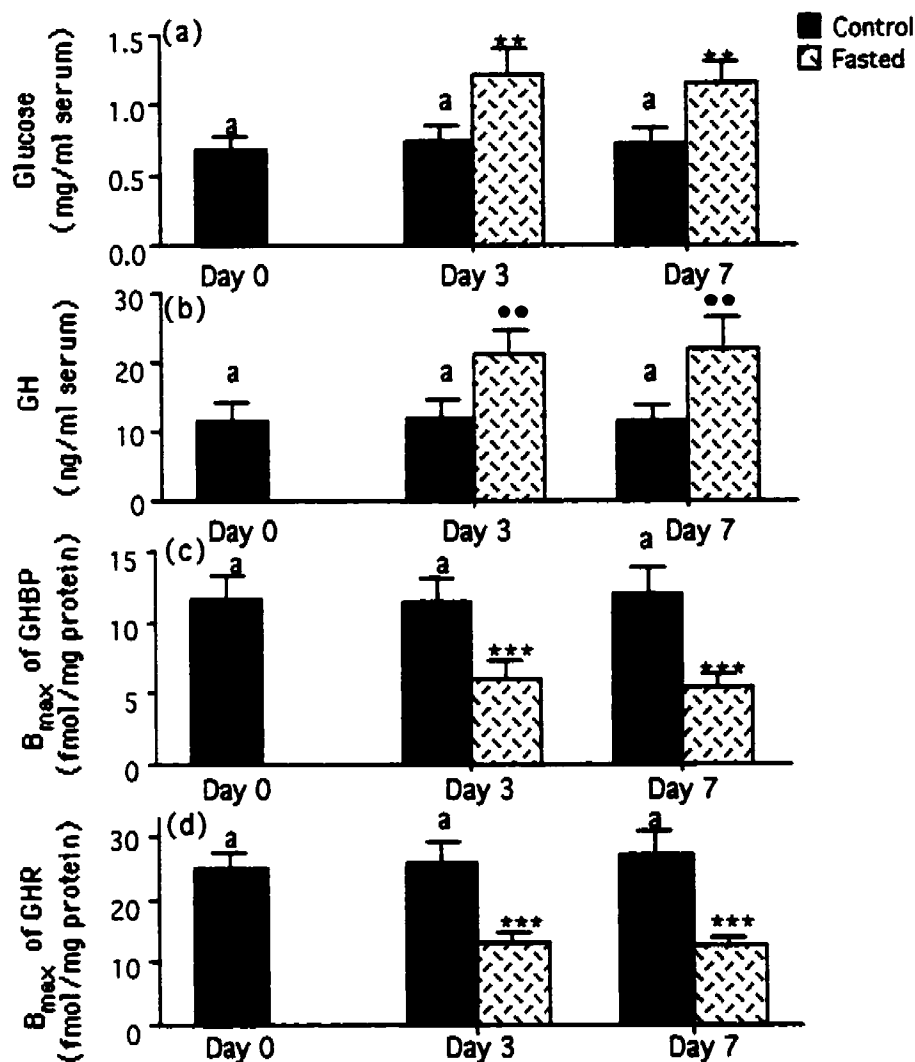 Control
Fasted
(a)
Glucose
(mg/ml serum)
1.5
1.0
0.5
0.0
a
a
**
a
**
Day 0
Day 3
Day 7
(b)
GH
(ng/ml serum)
30
20
10
0
a
a
••
a
••
Day 0
Day 3
Day 7
(c)
Bmax of GHBP
(fmol/mg protein)
15
10
5
0
a
a
***
a
***
Day 0
Day 3
Day 7
(d)
Bmax of GHR
(fmol/mg protein)
30
20
10
0
a
a
***
a
***
Day 0
Day 3
Day 7